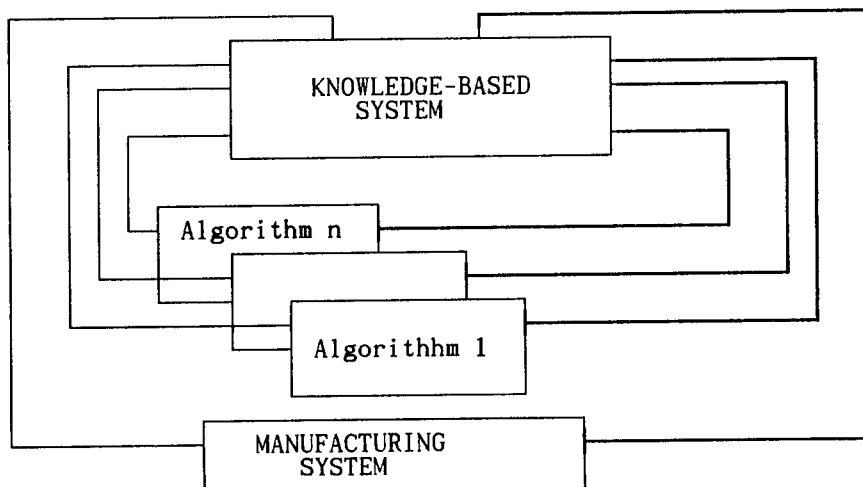 KNOWLEDGE-BASED
SYSTEM
Algorithm n
Algorithhm 1
MANUFACTURING
SYSTEM